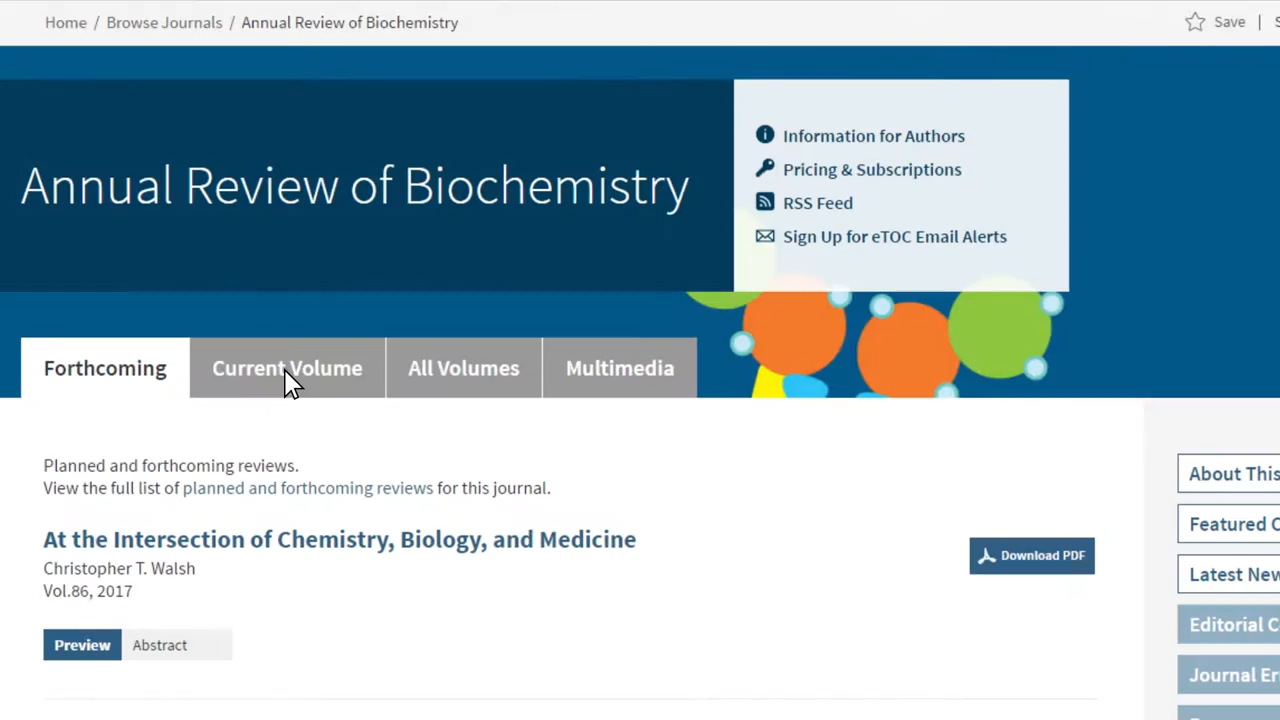 Home / Browse Journals / Annual Review of Biochemistry
Save |
Annual Review of Biochemistry
Information for Authors
Pricing & Subscriptions
RSS Feed
Sign Up for eTOC Email Alerts
Forthcoming
Current Volume
All Volumes
Multimedia
Planned and forthcoming reviews.
View the full list of planned and forthcoming reviews for this journal.
At the Intersection of Chemistry, Biology, and Medicine
Christopher T. Walsh
Vol.86, 2017
Download PDF
Preview
Abstract
About This
Featured
Latest
Editorial
Journal